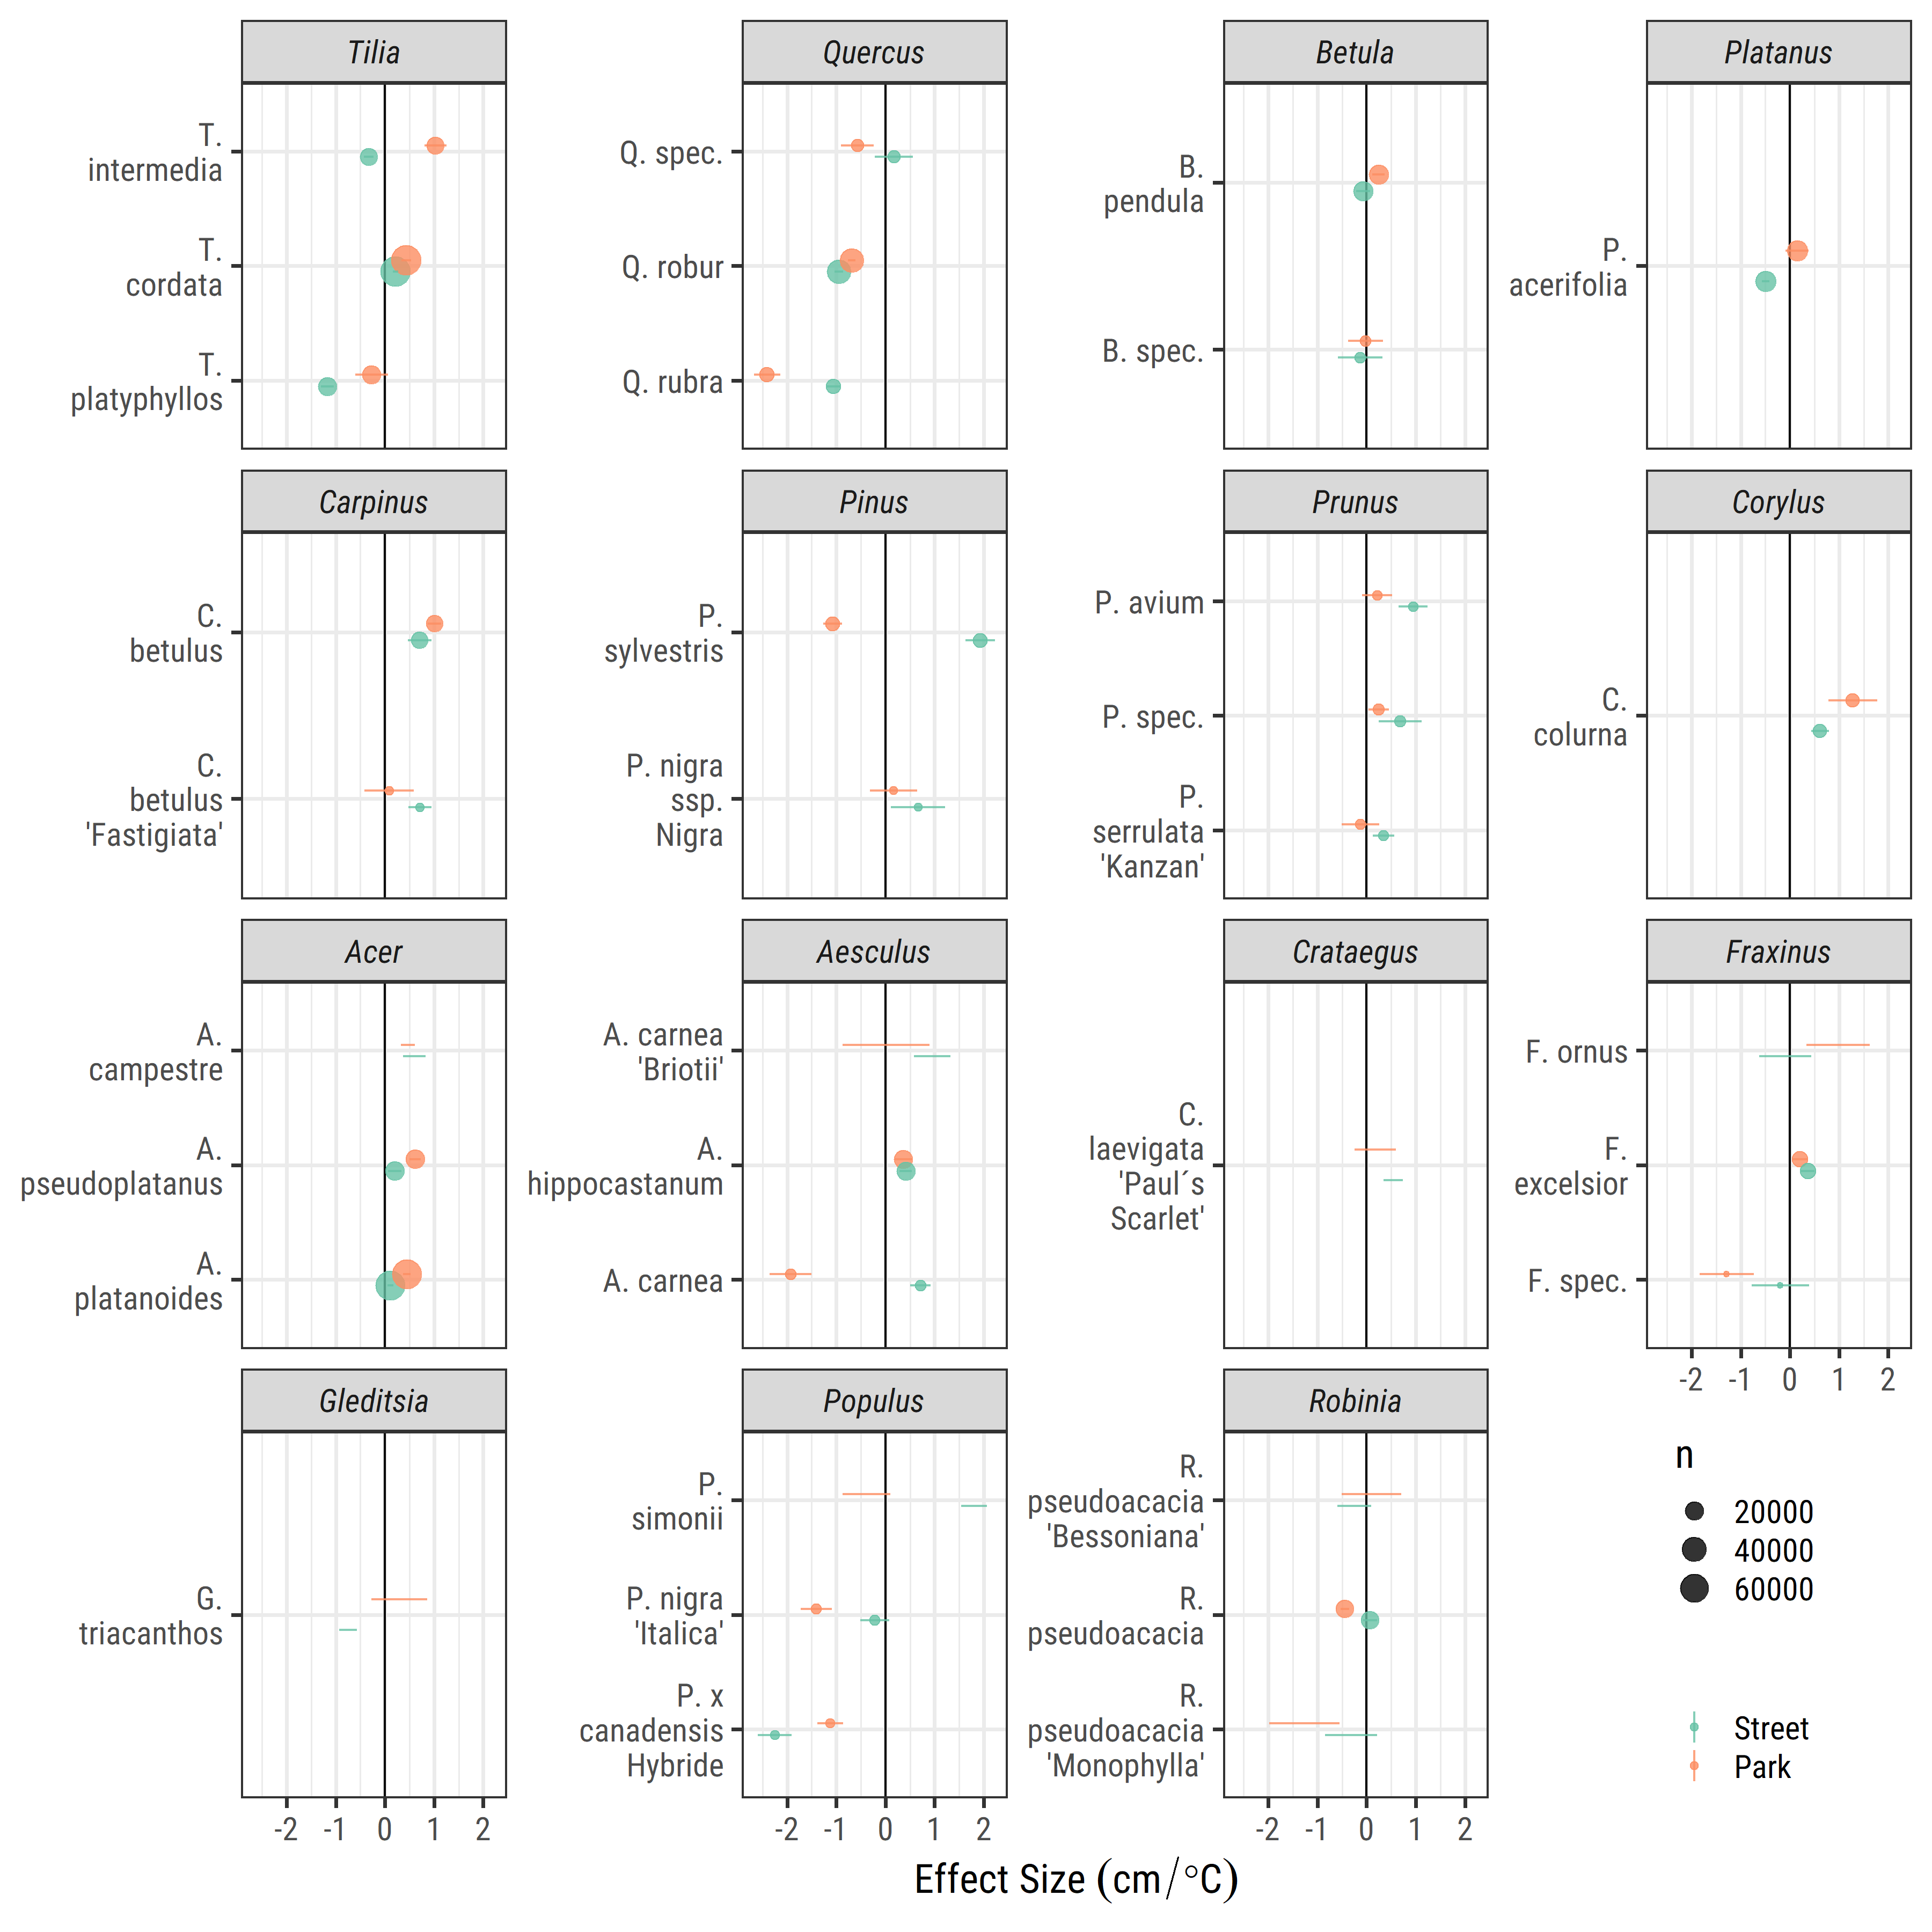 Tilia
Quercus
Betula
Platanus
T.
intermedia
T.
cordata
T.
platyphyllos
Q. spec.
Q. robur
Q. rubra
B.
pendula
B. spec.
P.
acerifolia
Carpinus
Pinus
Prunus
Corylus
C.
betulus
C.
betulus
'Fastigiata'
P.
sylvestris
P. nigra
ssp.
Nigra
P. avium
P. spec.
P.
serrulata
'Kanzan'
C.
colurna
Acer
Aesculus
Crataegus
Fraxinus
A.
campestre
A.
pseudoplatanus
A.
platanoides
A. carnea
'Briotii'
A.
hippocastanum
A. carnea
C.
laevigata
'Paul´s
Scarlet'
F. ornus
F.
excelsior
F. spec.
-2 -1 0 1 2
Gleditsia
Populus
Robinia
G.
triacanthos
P.
simonii
P. nigra
'Italica'
P. x
canadensis
Hybride
R.
pseudoacacia
'Bessoniana'
R.
pseudoacacia
R.
pseudoacacia
'Monophylla'
-2 -1 0 1 2
-2 -1 0 1 2
-2 -1 0 1 2
Effect Size (cm/°C)
n
20000
40000
60000
Street
Park